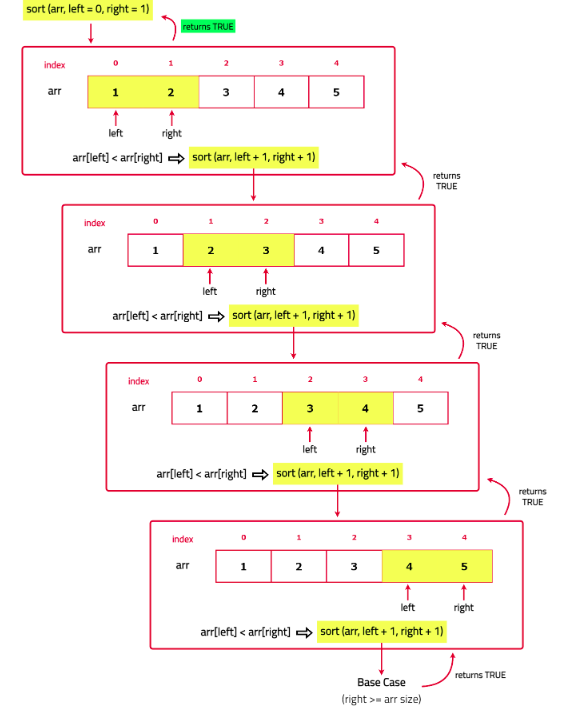 sort (arr, left = 0, right = 1)
returns TRUE
index 0 1 2 3 4
arr 1 2 3 4 5
left right
arr[left] < arr[right] ⇨ sort (arr, left + 1, right + 1)
returns
TRUE
index 0 1 2 3 4
arr 1 2 3 4 5
left right
arr[left] < arr[right] ⇨ sort (arr, left + 1, right + 1)
returns
TRUE
index 0 1 2 3 4
arr 1 2 3 4 5
left right
arr[left] < arr[right] ⇨ sort (arr, left + 1, right + 1)
returns
TRUE
index 0 1 2 3 4
arr 1 2 3 4 5
left right
arr[left] < arr[right] ⇨ sort (arr, left + 1, right + 1)
returns TRUE
Base Case
(right >= arr size)